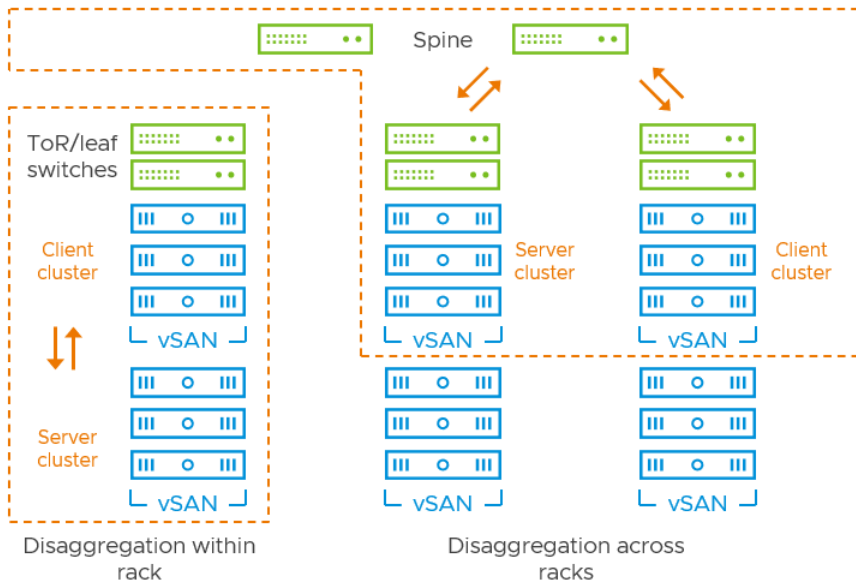 Spine
ToR/leaf
switches
Client
cluster
Server
cluster
Client
cluster
vSAN
vSAN
vSAN
Server
cluster
vSAN
vSAN
vSAN
Disaggregation within
rack
Disaggregation across
racks